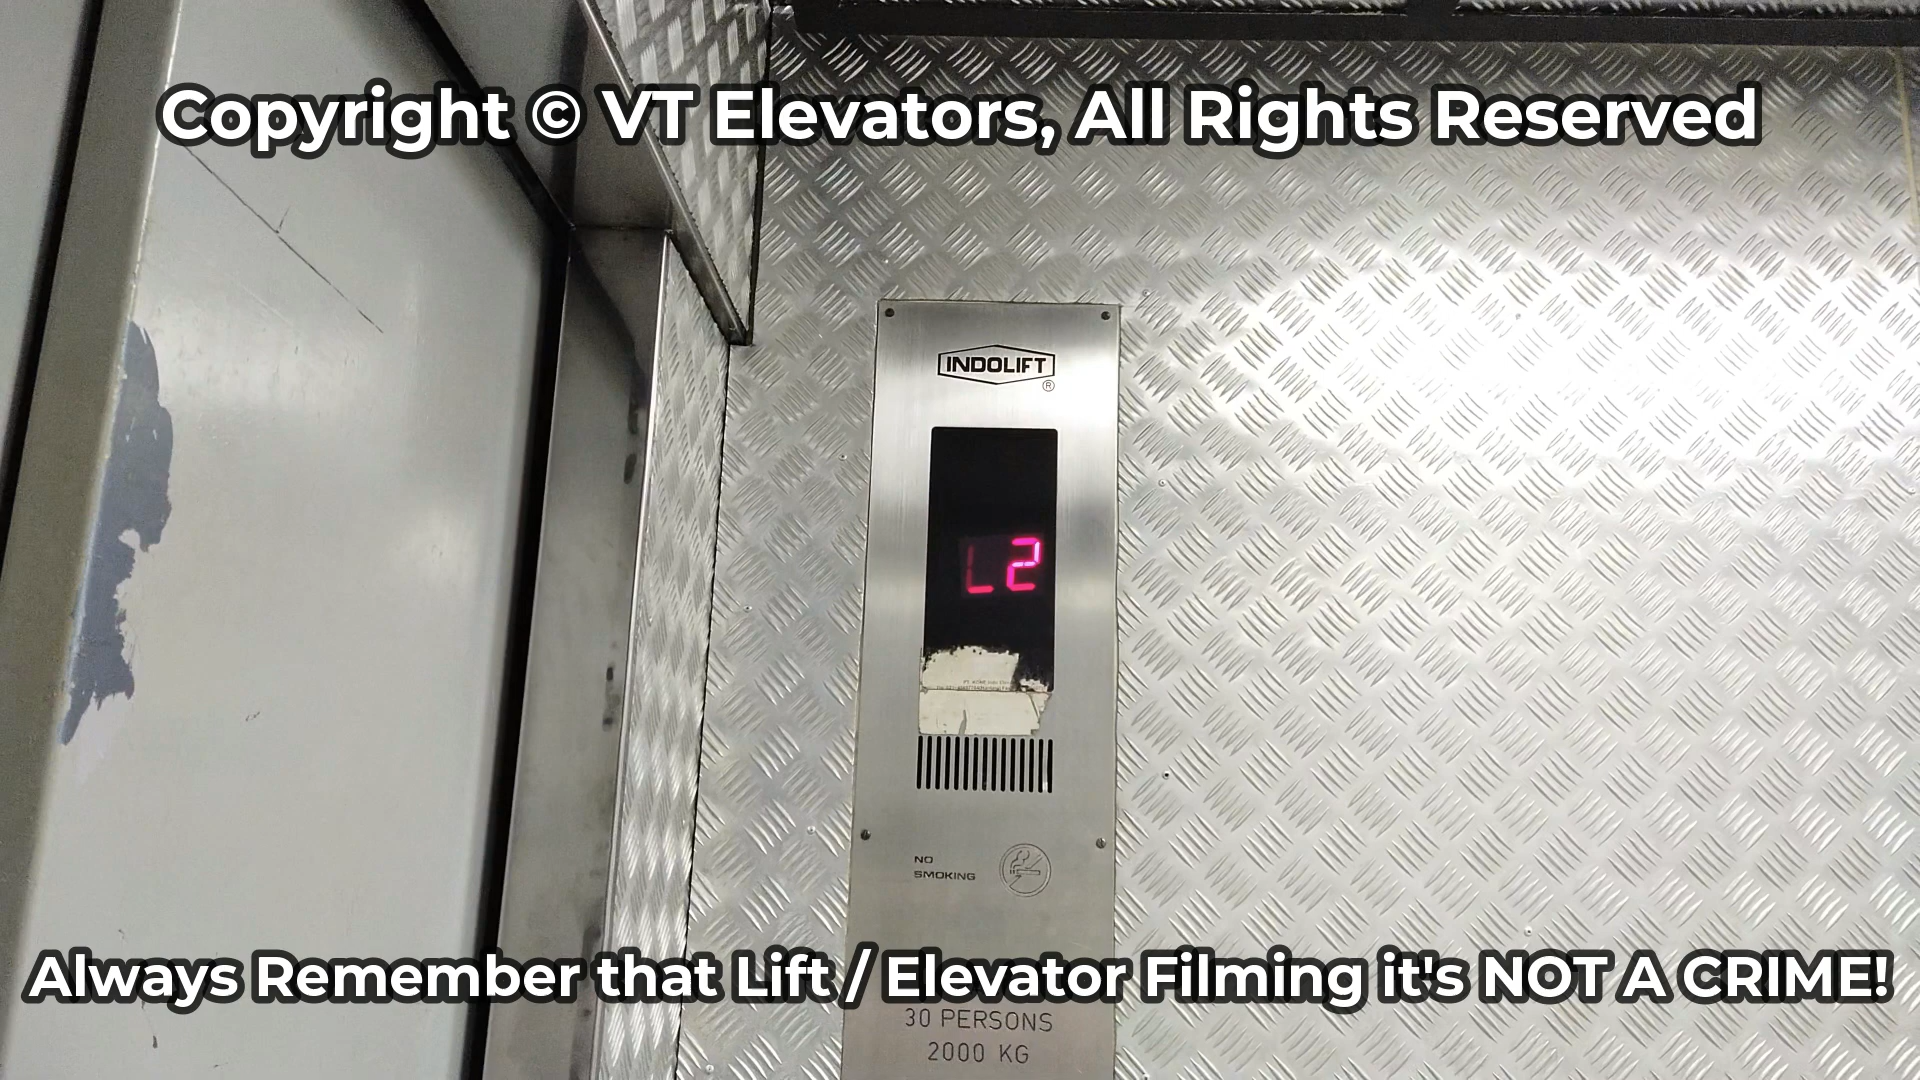 Copyright © VT Elevators, All Rights Reserved
INDOLIFT
®
L2
NO
SMOKING
Always Remember that Lift / Elevator Filming it's NOT A CRIME!
30 PERSONS
2000 KG